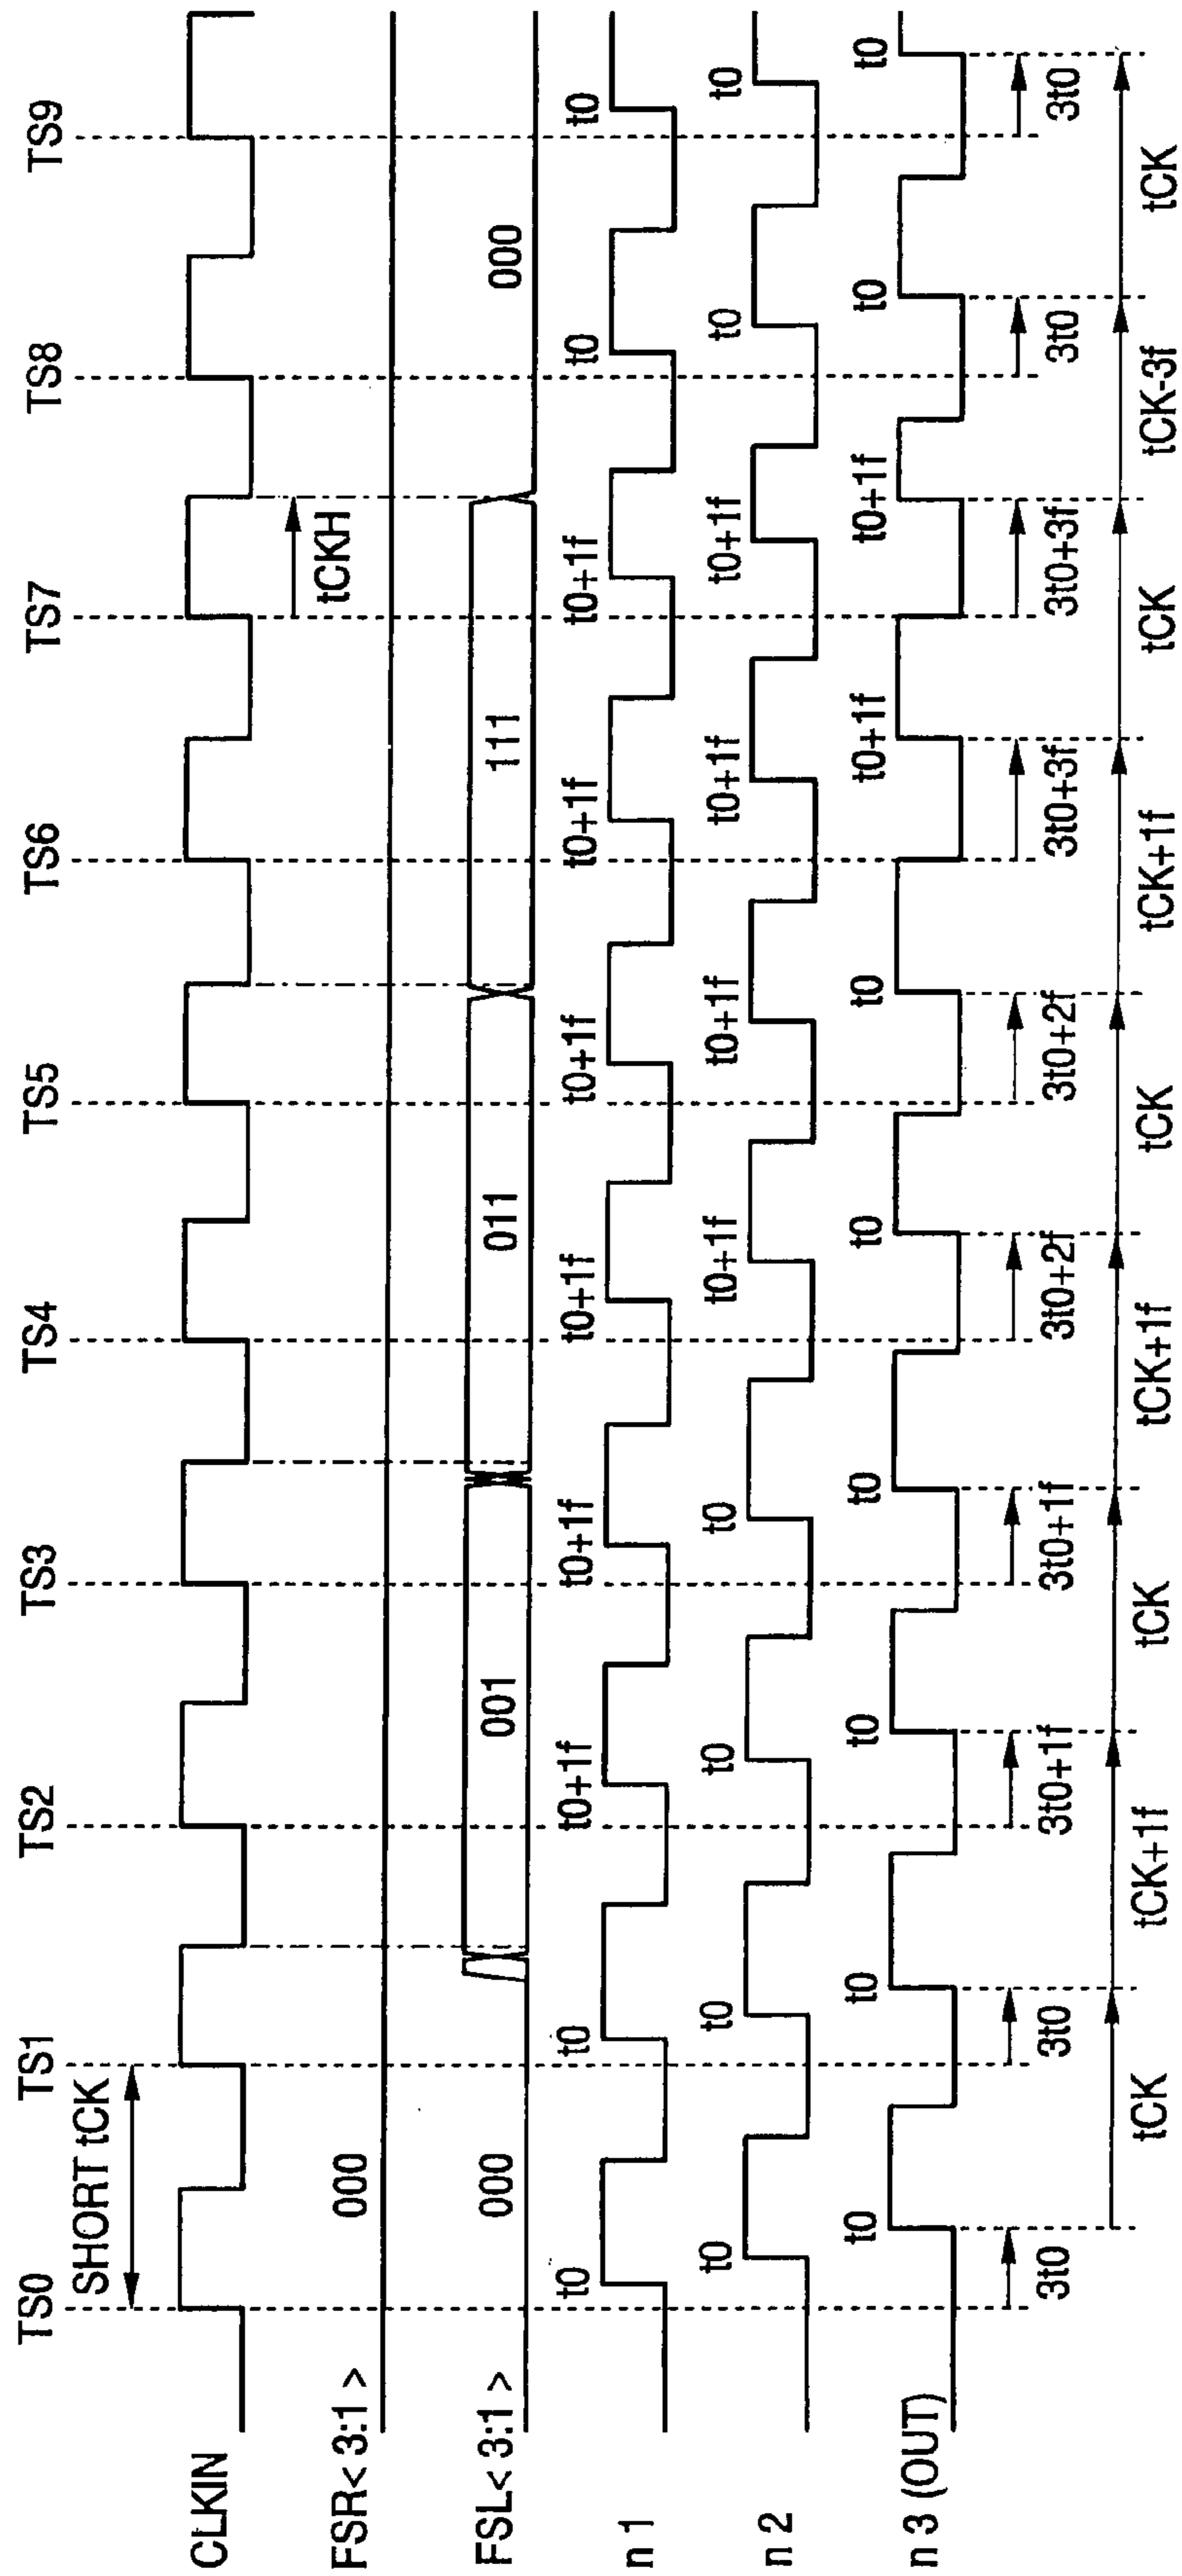 TS0 TS1 TS2 TS3 TS4 TS5 TS6 TS7 TS8 TS9
SHORT tCK
CLKIN
tCKH
FSR< 3:1 > 000
FSL< 3:1 > 000 001 011 111 000
n 1 t0 t0 t0+1f t0+1f t0+1f t0+1f t0+1f t0+1f t0 t0
n 2 t0 t0 t0 t0 t0+1f t0+1f t0+1f t0+1f t0 t0
n 3 (OUT) t0 t0 t0 t0 t0 t0 t0+1f t0+1f t0 t0
3t0 3t0 3t0+1f 3t0+1f 3t0+2f 3t0+2f 3t0+3f 3t0+3f 3t0 3t0
tCK tCK+1f tCK tCK+1f tCK tCK+1f tCK tCK-3f tCK